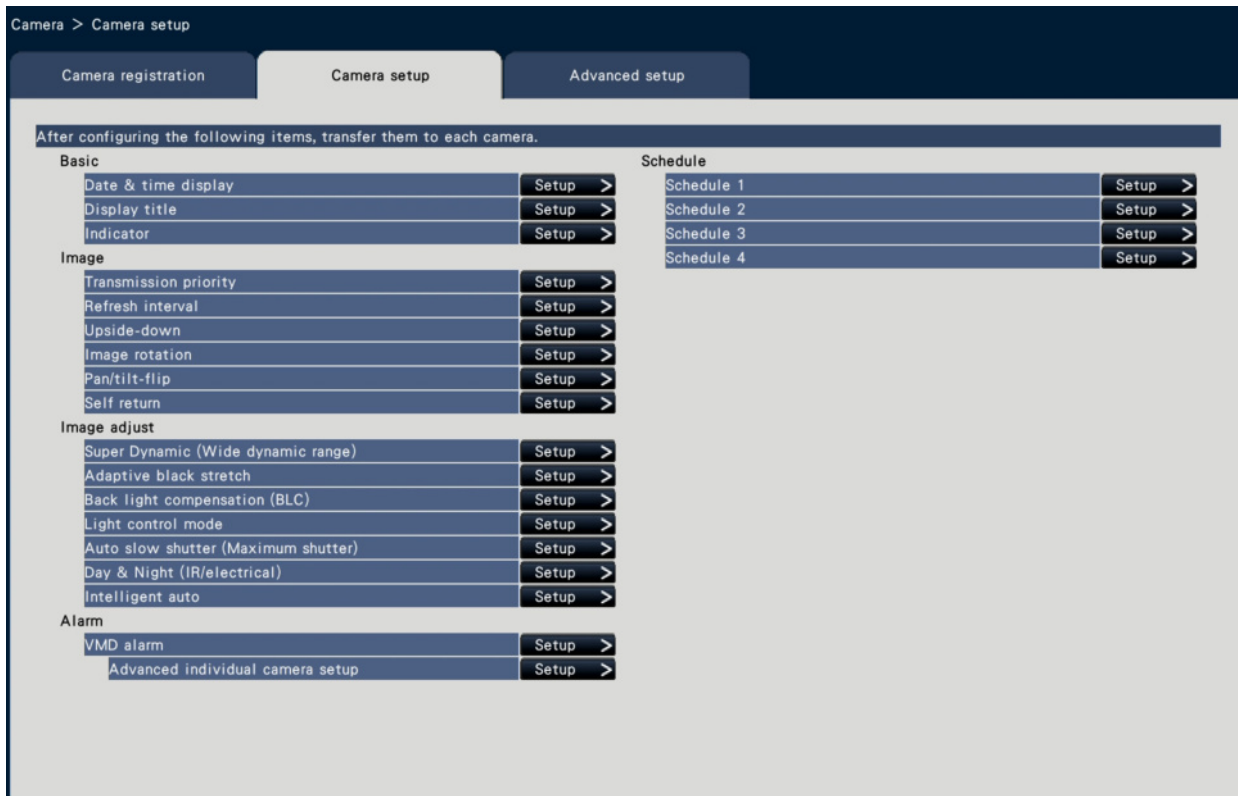 Camera > Camera setup
Camera registration
Camera setup
Advanced setup
After configuring the following items, transfer them to each camera.
Basic
Date & time display Setup >
Display title Setup >
Indicator Setup >
Image
Transmission priority Setup >
Refresh interval Setup >
Upside-down Setup >
Image rotation Setup >
Pan/tilt-flip Setup >
Self return Setup >
Image adjust
Super Dynamic (Wide dynamic range) Setup >
Adaptive black stretch Setup >
Back light compensation (BLC) Setup >
Light control mode Setup >
Auto slow shutter (Maximum shutter) Setup >
Day & Night (IR/electrical) Setup >
Intelligent auto Setup >
Alarm
VMD alarm Setup >
Advanced individual camera setup Setup >
Schedule
Schedule 1 Setup >
Schedule 2 Setup >
Schedule 3 Setup >
Schedule 4 Setup >